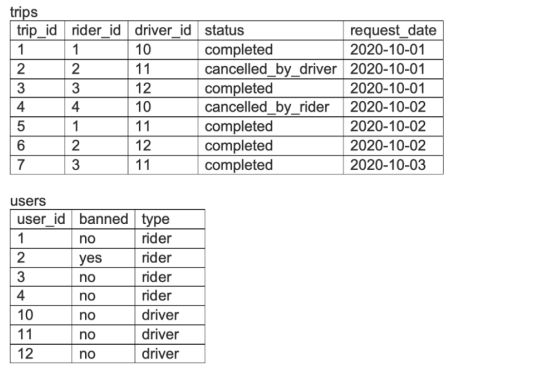 trips
trip_id rider_id driver_id status request_date
1 1 10 completed 2020-10-01
2 2 11 cancelled_by_driver 2020-10-01
3 3 12 completed 2020-10-01
4 4 10 cancelled_by_rider 2020-10-02
5 1 11 completed 2020-10-02
6 2 12 completed 2020-10-02
7 3 11 completed 2020-10-03
users
user_id banned type
1 no rider
2 yes rider
3 no rider
4 no rider
10 no driver
11 no driver
12 no driver